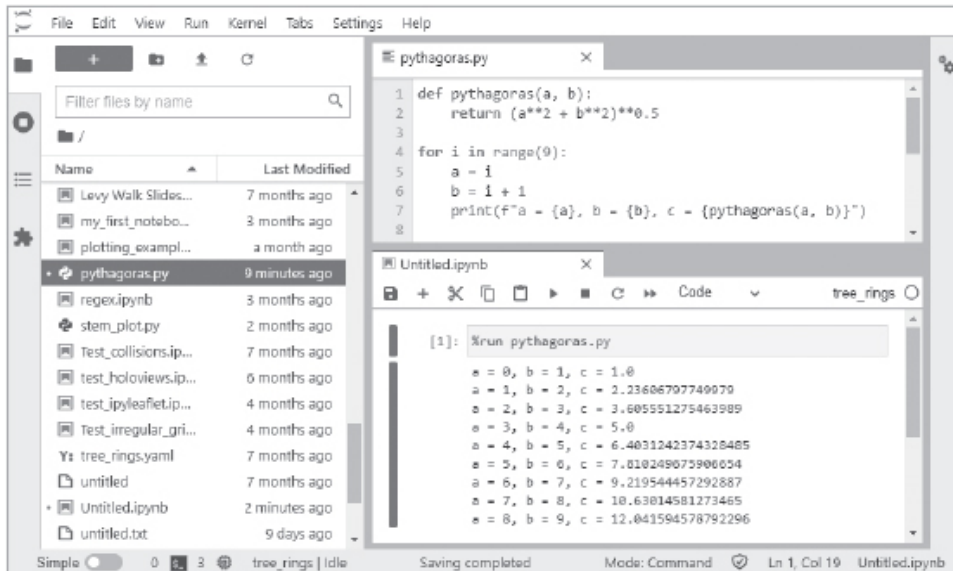 File Edit View Run Kernel Tabs Settings Help
+
Filter files by name
/
Name Last Modified
Levy Walk Slides... 7 months ago
my_first_notebo... 3 months ago
plotting_exampl... a month ago
pythagoras.py 9 minutes ago
regex.ipynb 3 months ago
stem_plot.py 2 months ago
Test_collisions.ip... 7 months ago
test_holoviews.ip... 6 months ago
test_ipyleaflet.ip... 4 months ago
Test_irregular_gri... 4 months ago
Y: tree_rings.yaml 7 months ago
untitled 7 months ago
Untitled.ipynb 2 minutes ago
untitled.txt 9 days ago
pythagoras.py
1 def pythagoras(a, b):
2 return (a**2 + b**2)**0.5
3
4 for i in range(9):
5 a = i
6 b = i + 1
7 print(f"a = {a}, b = {b}, c = {pythagoras(a, b)}")
8
Untitled.ipynb
Code tree_rings
[1]: %run pythagoras.py
a = 0, b = 1, c = 1.0
a = 1, b = 2, c = 2.23606797749979
a = 2, b = 3, c = 3.605551275463989
a = 3, b = 4, c = 5.0
a = 4, b = 5, c = 6.4031242374328485
a = 5, b = 6, c = 7.810249675906654
a = 6, b = 7, c = 9.219544457292887
a = 7, b = 8, c = 10.63014581273465
a = 8, b = 9, c = 12.041594578792296
Simple 0 3 tree_rings | Idle Saving completed Mode: Command Ln 1, Col 19 Untitled.ipynb